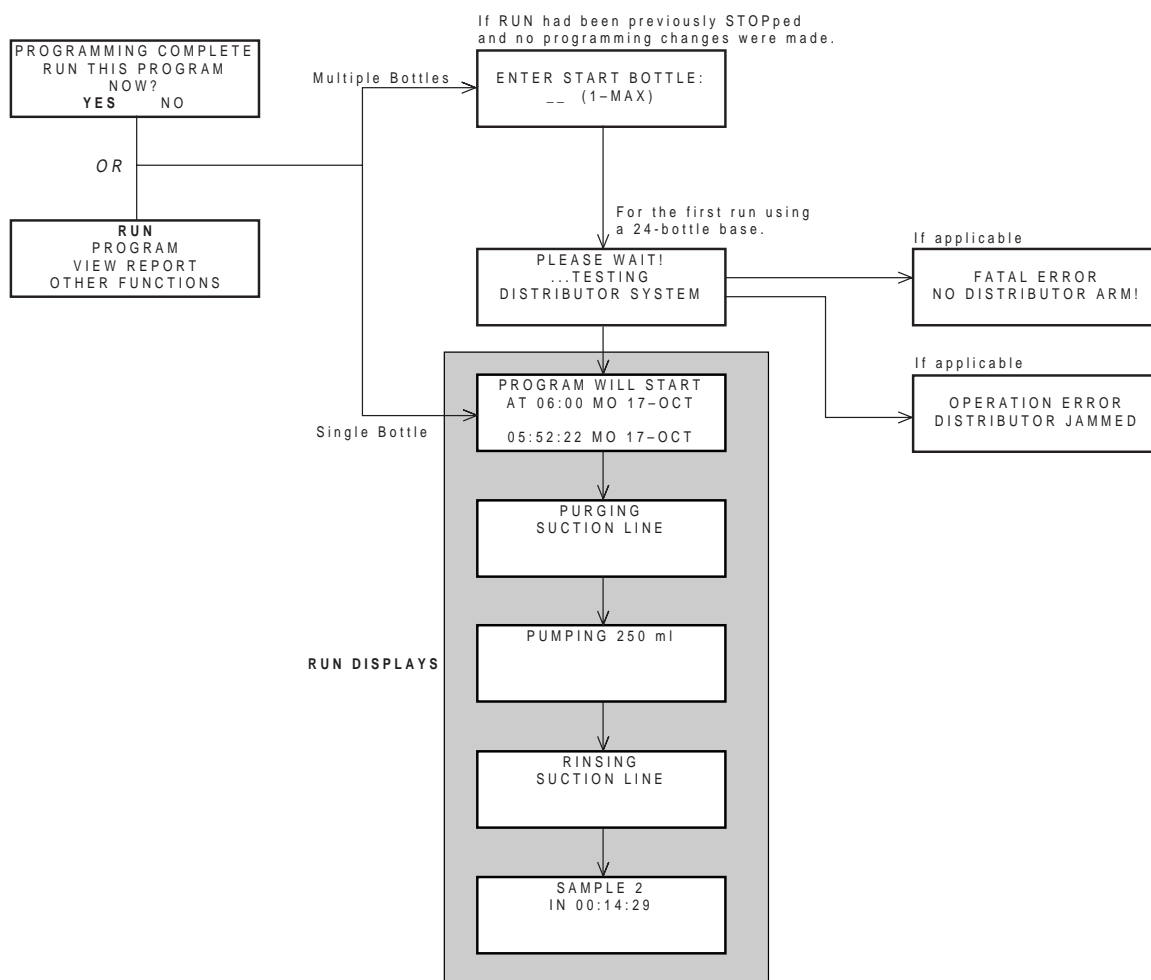 PROGRAMMING COMPLETE
RUN THIS PROGRAM
NOW?
YES NO
OR
RUN
PROGRAM
VIEW REPORT
OTHER FUNCTIONS
Multiple Bottles
Single Bottle
If RUN had been previously STOPped
and no programming changes were made.
ENTER START BOTTLE:
__ (1–MAX)
For the first run using
a 24-bottle base.
PLEASE WAIT!
...TESTING
DISTRIBUTOR SYSTEM
If applicable
FATAL ERROR
NO DISTRIBUTOR ARM!
If applicable
OPERATION ERROR
DISTRIBUTOR JAMMED
RUN DISPLAYS
PROGRAM WILL START
AT 06:00 MO 17–OCT
05:52:22 MO 17–OCT
PURGING
SUCTION LINE
PUMPING 250 ml
RINSING
SUCTION LINE
SAMPLE 2
IN 00:14:29